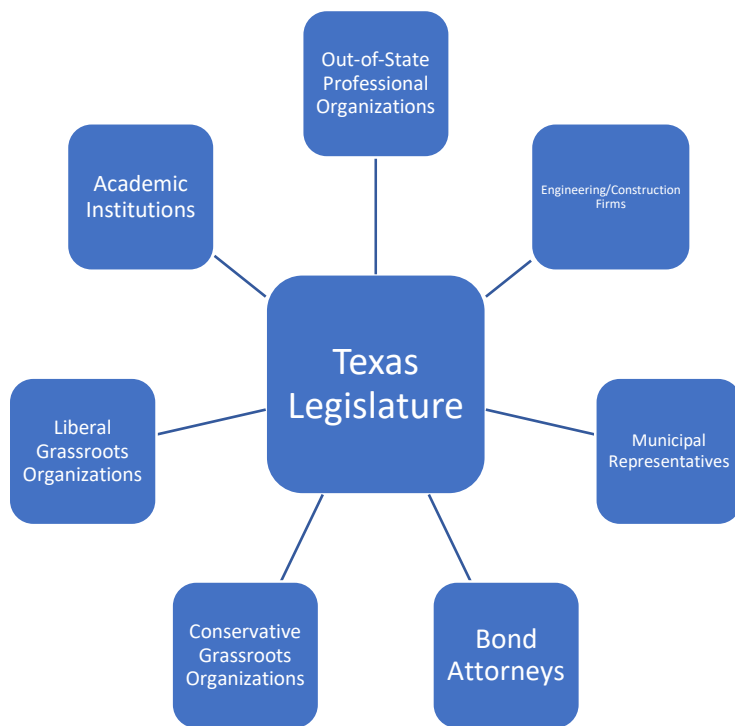 Out-of-State
Professional
Organizations
Engineering/Construction
Firms
Municipal
Representatives
Bond
Attorneys
Conservative
Grassroots
Organizations
Liberal
Grassroots
Organizations
Academic
Institutions
Texas
Legislature